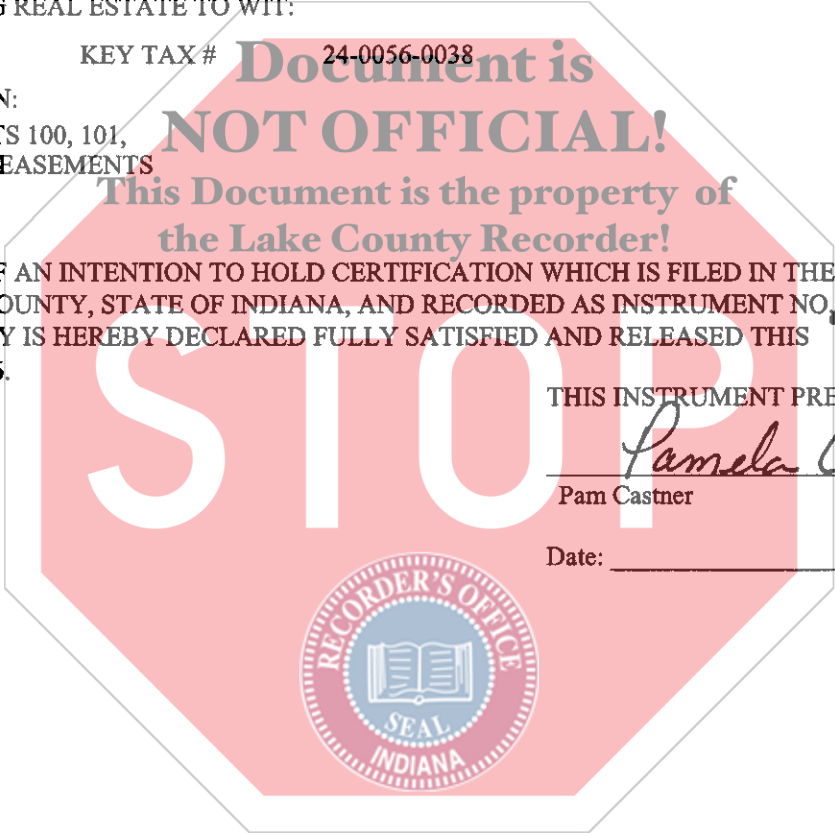 REAL ESTATE TO WIT:
KEY TAX # 24-0056-0038
Document is
N:
TS 100, 101,
NOT OFFICIAL!
EASEMENTS
This Document is the property of
the Lake County Recorder!
F AN INTENTION TO HOLD CERTIFICATION WHICH IS FILED IN THE
OUNTY, STATE OF INDIANA, AND RECORDED AS INSTRUMENT NO.
Y IS HEREBY DECLARED FULLY SATISFIED AND RELEASED THIS
THIS INSTRUMENT PRE
STOP
Pamela C
Pam Castner
Date:
RECORDER'S OFFICE
SEAL
INDIANA